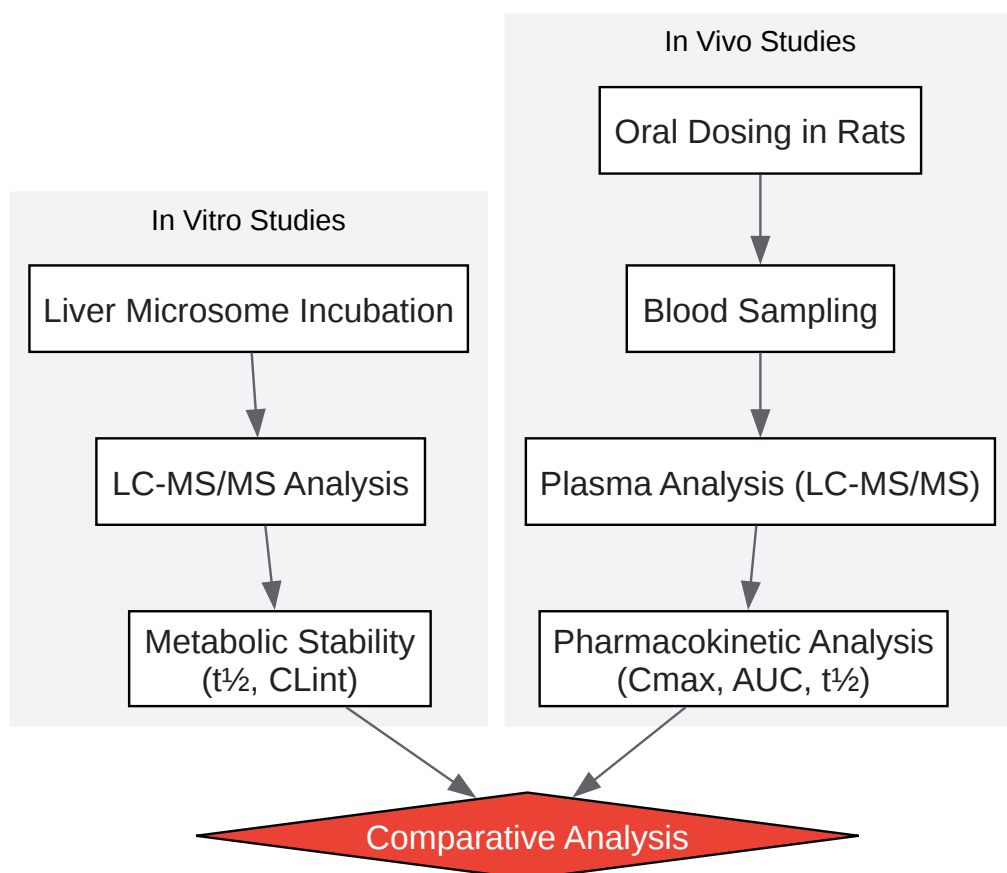 In Vitro Studies
Liver Microsome Incubation
LC-MS/MS Analysis
Metabolic Stability
(t½, CLint)
In Vivo Studies
Oral Dosing in Rats
Blood Sampling
Plasma Analysis (LC-MS/MS)
Pharmacokinetic Analysis
(Cmax, AUC, t½)
Comparative Analysis